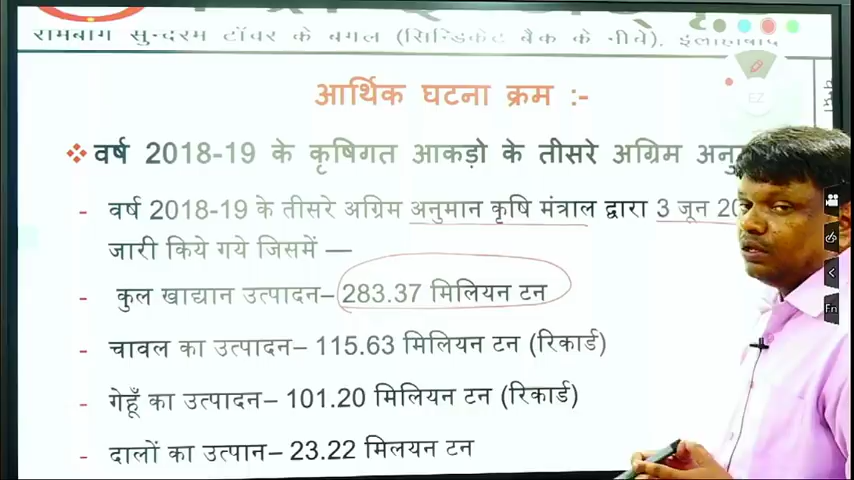 रामबाग सुन्दरम टॉवर के बगल (सिन्डिकेट बैक के नीचे), इलाहाबाद
EZ
आर्थिक घटना क्रम :-
वर्ष 2018-19 के कृषिगत आकड़ो के तीसरे अग्रिम
- वर्ष 2018-19 के तीसरे अग्रिम अनुमान कृषि मंत्राल द्वारा 3 जून
जारी किये गये जिसमें —
- कुल खाद्यान उत्पादन– 283.37 मिलियन टन
- चावल का उत्पादन– 115.63 मिलियन टन (रिकार्ड)
- गेहूँ का उत्पादन– 101.20 मिलियन टन (रिकार्ड)
- दालों का उत्पान– 23.22 मिलयन टन
Fn